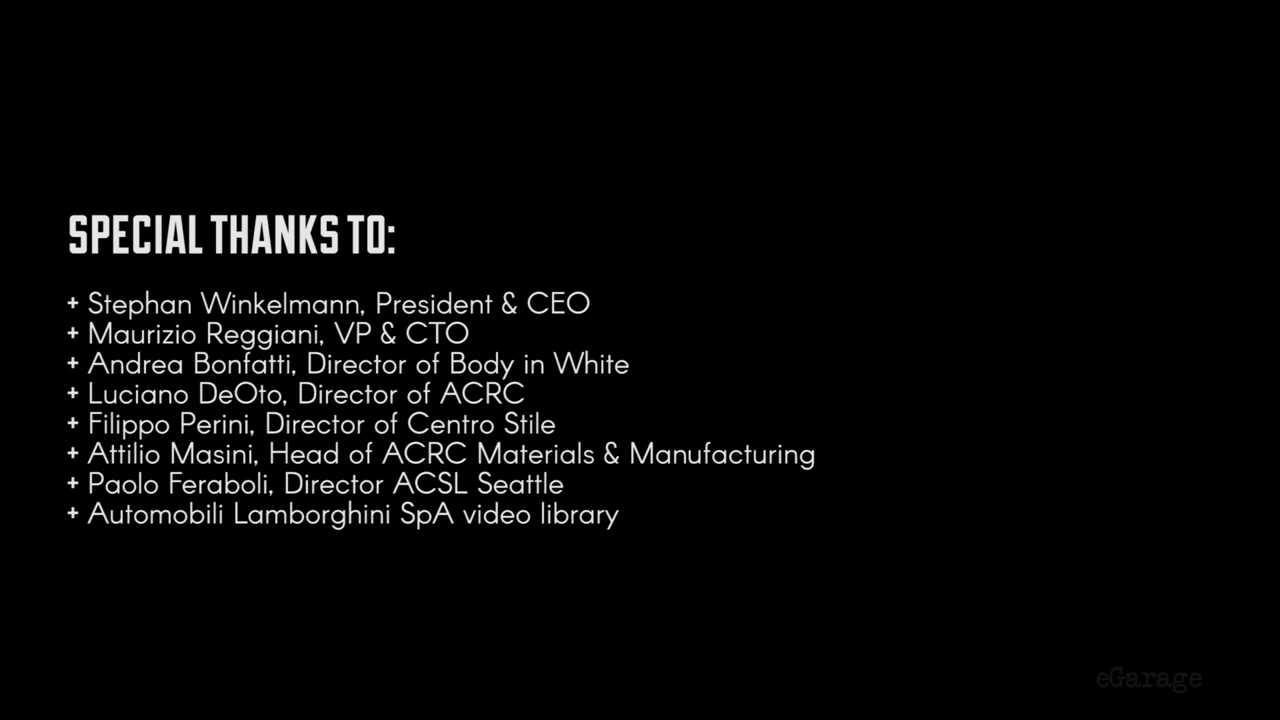 SPECIAL THANKS TO:
+ Stephan Winkelmann, President & CEO
+ Maurizio Reggiani, VP & CTO
+ Andrea Bonfatti, Director of Body in White
+ Luciano DeOto, Director of ACRC
+ Filippo Perini, Director of Centro Stile
+ Attilio Masini, Head of ACRC Materials & Manufacturing
+ Paolo Feraboli, Director ACSL Seattle
+ Automobili Lamborghini SpA video library
eGarage